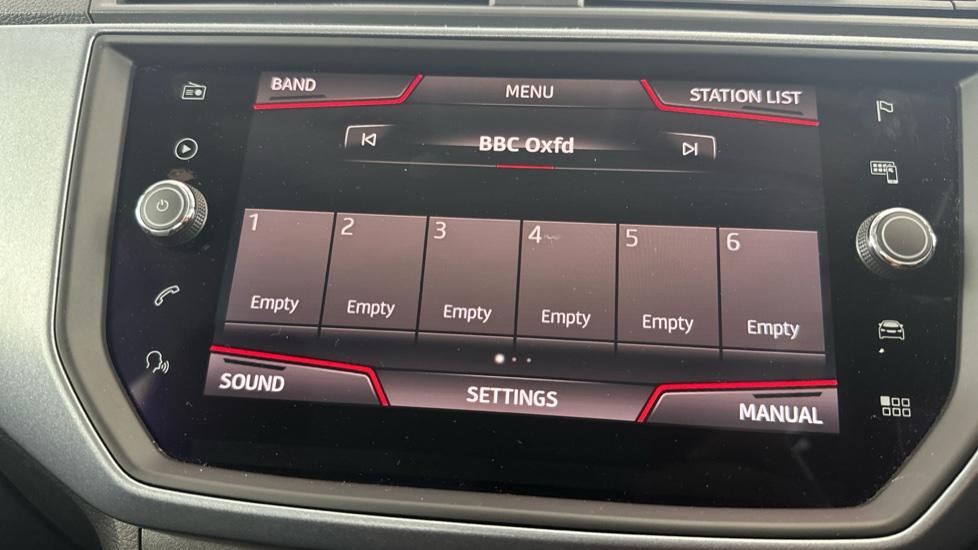 BAND MENU STATION LIST
BBC Oxfd
1 2 3 4 5 6
Empty Empty Empty Empty Empty Empty
SOUND SETTINGS MANUAL